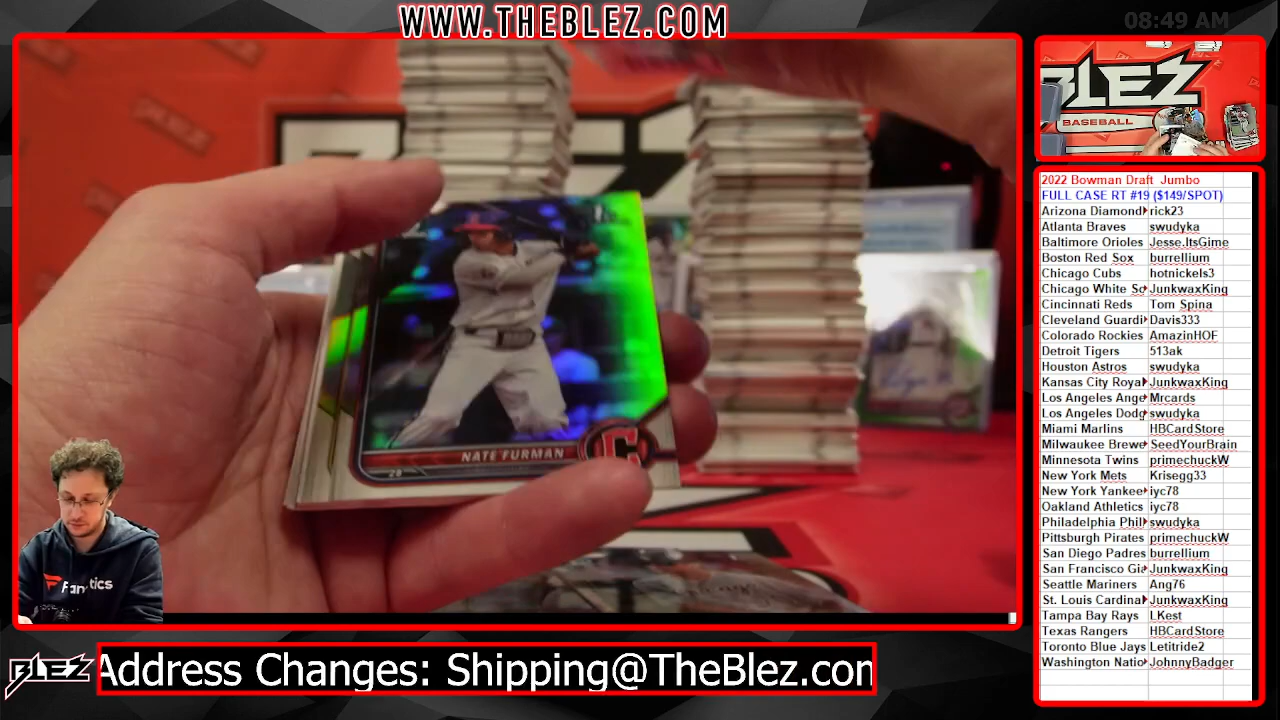 WWW.THEBLEZ.COM
08:49 AM
BLEZ
BASEBALL
NATE FURMAN
2B
C
Fanatics
2022 Bowman Draft Jumbo
FULL CASE RT #19 ($149/SPOT)
Arizona Diamond rick23
Atlanta Braves swudyka
Baltimore Orioles Jesse.ItsGime
Boston Red Sox burrellium
Chicago Cubs hotnickels3
Chicago White So JunkwaxKing
Cincinnati Reds Tom Spina
Cleveland Guardi Davis333
Colorado Rockies AmazinHOF
Detroit Tigers 513ak
Houston Astros swudyka
Kansas City Royal JunkwaxKing
Los Angeles Ange Mrcards
Los Angeles Dodg swudyka
Miami Marlins HBCardStore
Milwaukee Brewe SeedYourBrain
Minnesota Twins primechuckW
New York Mets Krisegg33
New York Yankee iyc78
Oakland Athletics iyc78
Philadelphia Phil swudyka
Pittsburgh Pirates primechuckW
San Diego Padres burrellium
San Francisco Gia JunkwaxKing
Seattle Mariners Ang76
St. Louis Cardinal JunkwaxKing
Tampa Bay Rays LKest
Texas Rangers HBCardStore
Toronto Blue Jays Letitride2
Washington Natio JohnnyBadger
BLEZ
Address Changes: Shipping@TheBlez.com